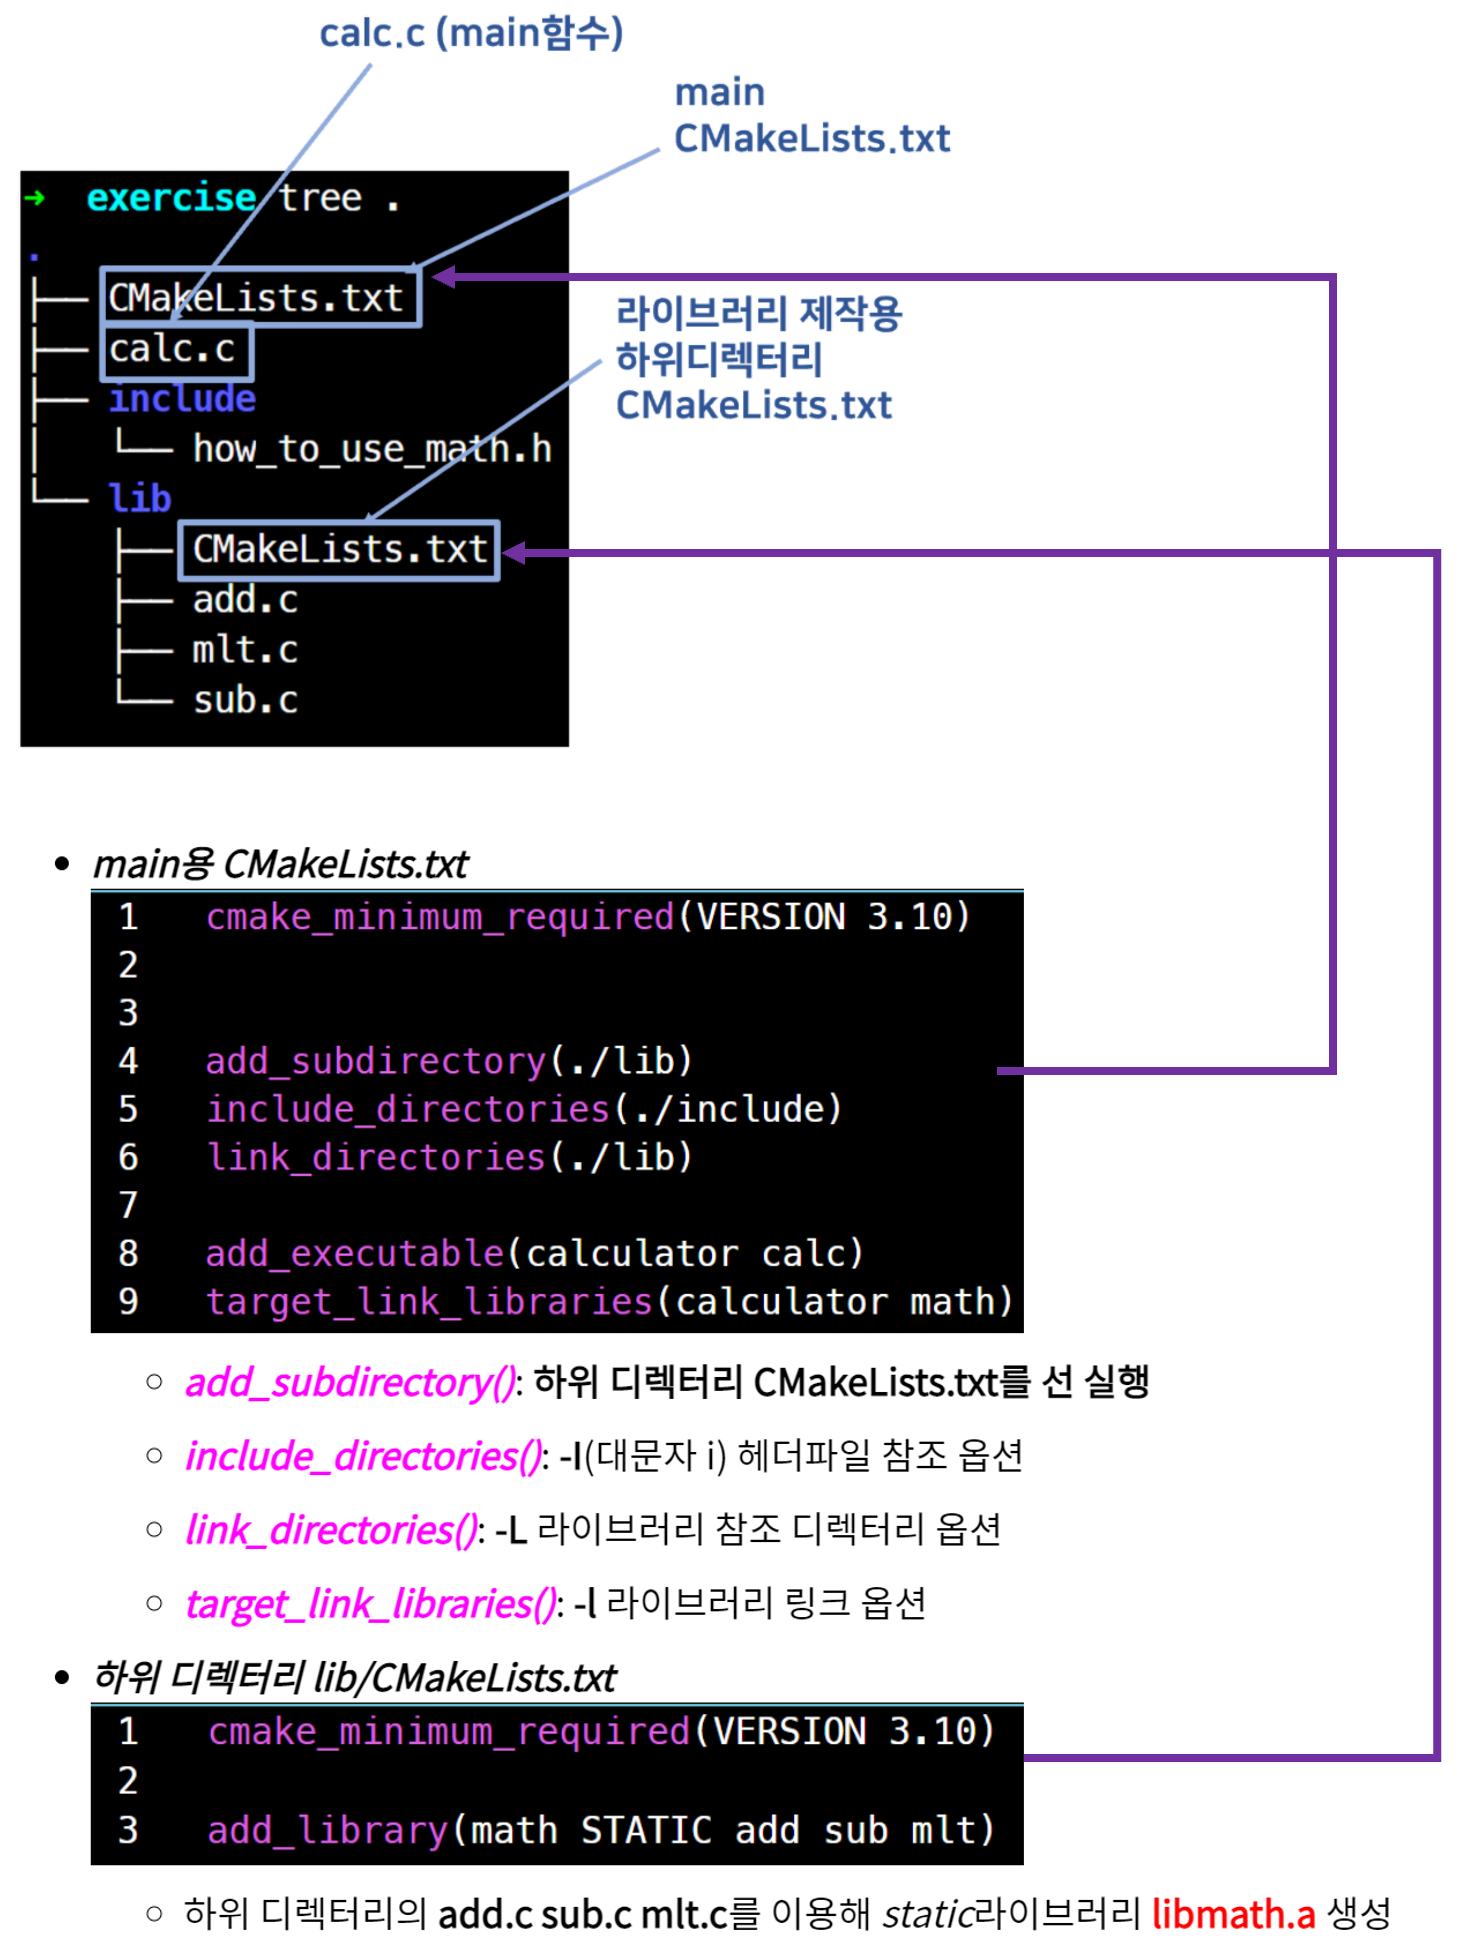 calc.c (main함수)
main
CMakeLists.txt
→ exercise tree .
.
├── CMakeLists.txt
├── calc.c
├── include
│   └── how_to_use_math.h
└── lib
    ├── CMakeLists.txt
    ├── add.c
    ├── mlt.c
    └── sub.c
라이브러리 제작용
하위디렉터리
CMakeLists.txt
• main용 CMakeLists.txt
1 cmake_minimum_required(VERSION 3.10)
2
3
4 add_subdirectory(./lib)
5 include_directories(./include)
6 link_directories(./lib)
7
8 add_executable(calculator calc)
9 target_link_libraries(calculator math)
○ add_subdirectory(): 하위 디렉터리 CMakeLists.txt를 선 실행
○ include_directories(): -I(대문자 i) 헤더파일 참조 옵션
○ link_directories(): -L 라이브러리 참조 디렉터리 옵션
○ target_link_libraries(): -l 라이브러리 링크 옵션
• 하위 디렉터리 lib/CMakeLists.txt
1 cmake_minimum_required(VERSION 3.10)
2
3 add_library(math STATIC add sub mlt)
○ 하위 디렉터리의 add.c sub.c mlt.c를 이용해 static라이브러리 libmath.a 생성